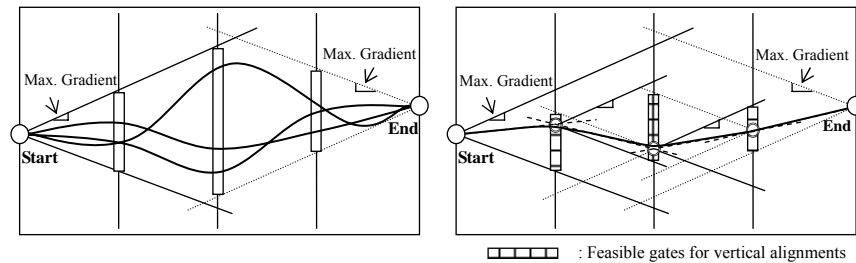 Max. Gradient
Max. Gradient
Start
End
Max. Gradient
Max. Gradient
Start
End
: Feasible gates for vertical alignments